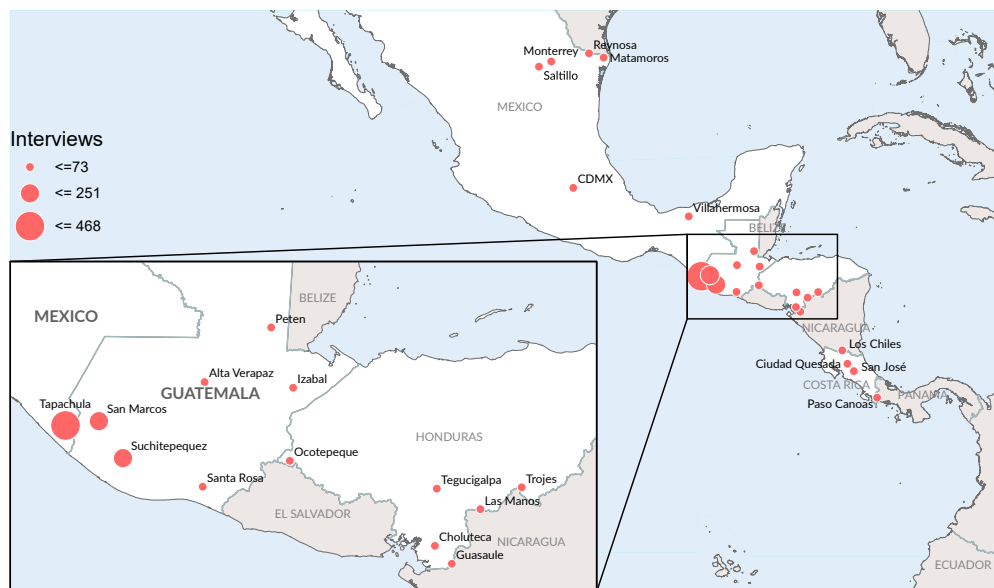 Reynosa
Monterrey
Matamoros
Saltillo
MEXICO
Interviews
<=73
<= 251
<= 468
CDMX
Villahermosa
BELIZE
NICARAGUA
Los Chiles
Ciudad Quesada
San José
COSTA RICA
PANAMA
Paso Canoas
ECUADOR
BELIZE
MEXICO
Peten
Alta Verapaz
Izabal
GUATEMALA
Tapachula
San Marcos
HONDURAS
Suchitepequez
Ocotepeque
Santa Rosa
Tegucigalpa
Trojes
Las Manos
EL SALVADOR
NICARAGUA
Choluteca
Guasaule